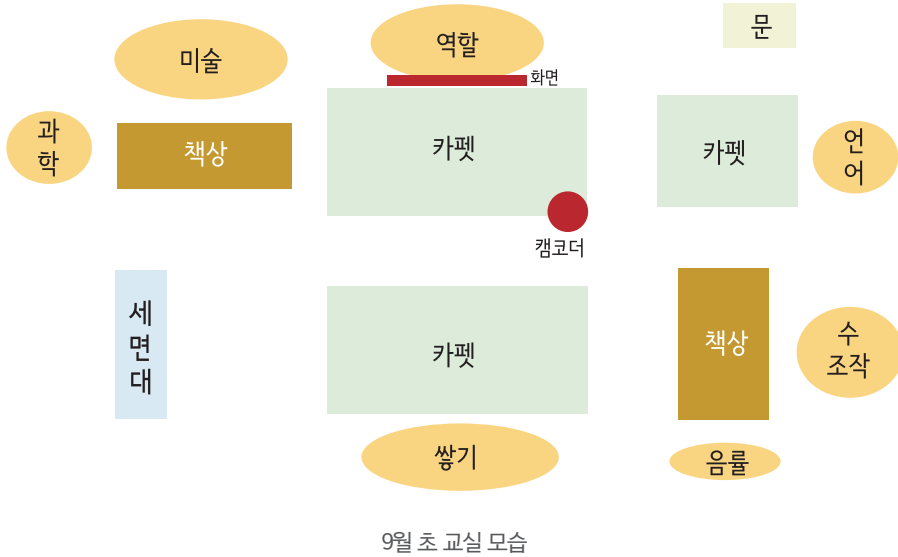 문
미술
역할
화면
과
학
책상
카펫
카펫
언
어
캠코더
세
면
대
카펫
책상
수
조작
쌓기
음률
9월 초 교실 모습